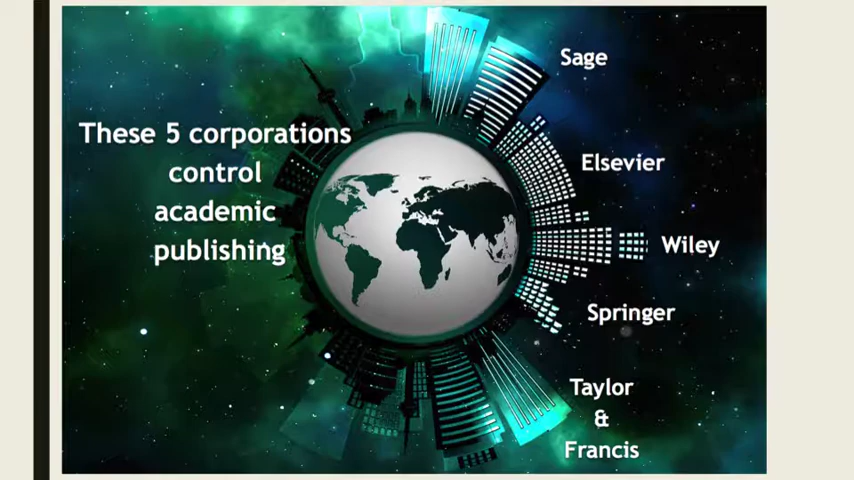 These 5 corporations
control
academic
publishing
Sage
Elsevier
Wiley
Springer
Taylor
&
Francis